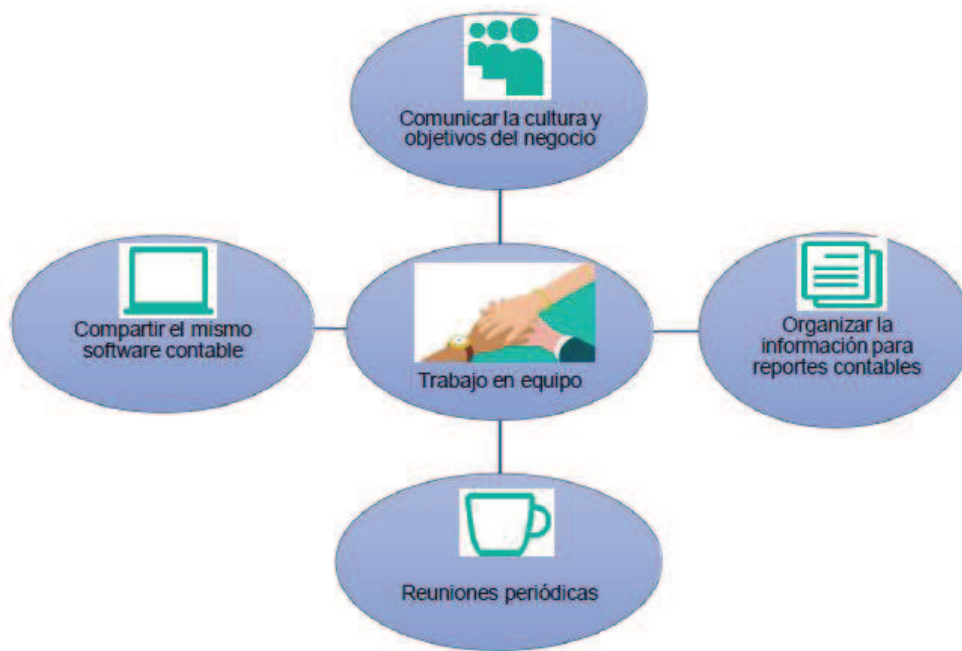 Comunicar la cultura y
objetivos del negocio
Compartir el mismo
software contable
Trabajo en equipo
Organizar la
información para
reportes contables
Reuniones periódicas